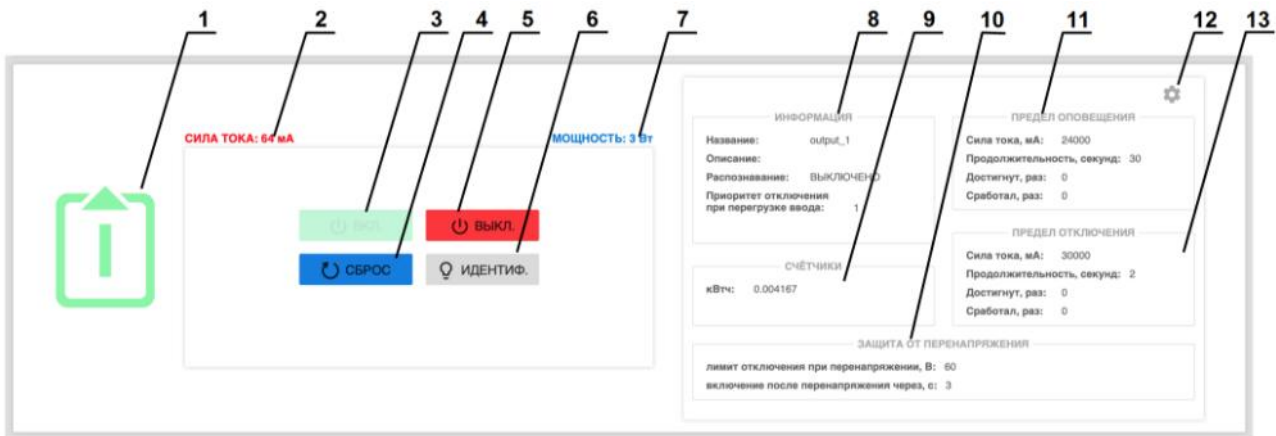 1 2 3 4 5 6 7 8 9 10 11 12 13
СИЛА ТОКА: 64 мА
МОЩНОСТЬ: 3 Вт
ВКЛ.
ВЫКЛ.
СБРОС
ИДЕНТИФ.
ИНФОРМАЦИЯ
Название: output_1
Описание:
Распознавание: ВЫКЛЮЧЕНО
Приоритет отключения
при перегрузке ввода: 1
СЧЁТЧИКИ
кВтч: 0.004167
ПРЕДЕЛ ОПОВЕЩЕНИЯ
Сила тока, мА: 24000
Продолжительность, секунд: 30
Достигнут, раз: 0
Сработал, раз: 0
ПРЕДЕЛ ОТКЛЮЧЕНИЯ
Сила тока, мА: 30000
Продолжительность, секунд: 2
Достигнут, раз: 0
Сработал, раз: 0
ЗАЩИТА ОТ ПЕРЕНАПРЯЖЕНИЯ
лимит отключения при перенапряжении, В: 60
включение после перенапряжения через, с: 3